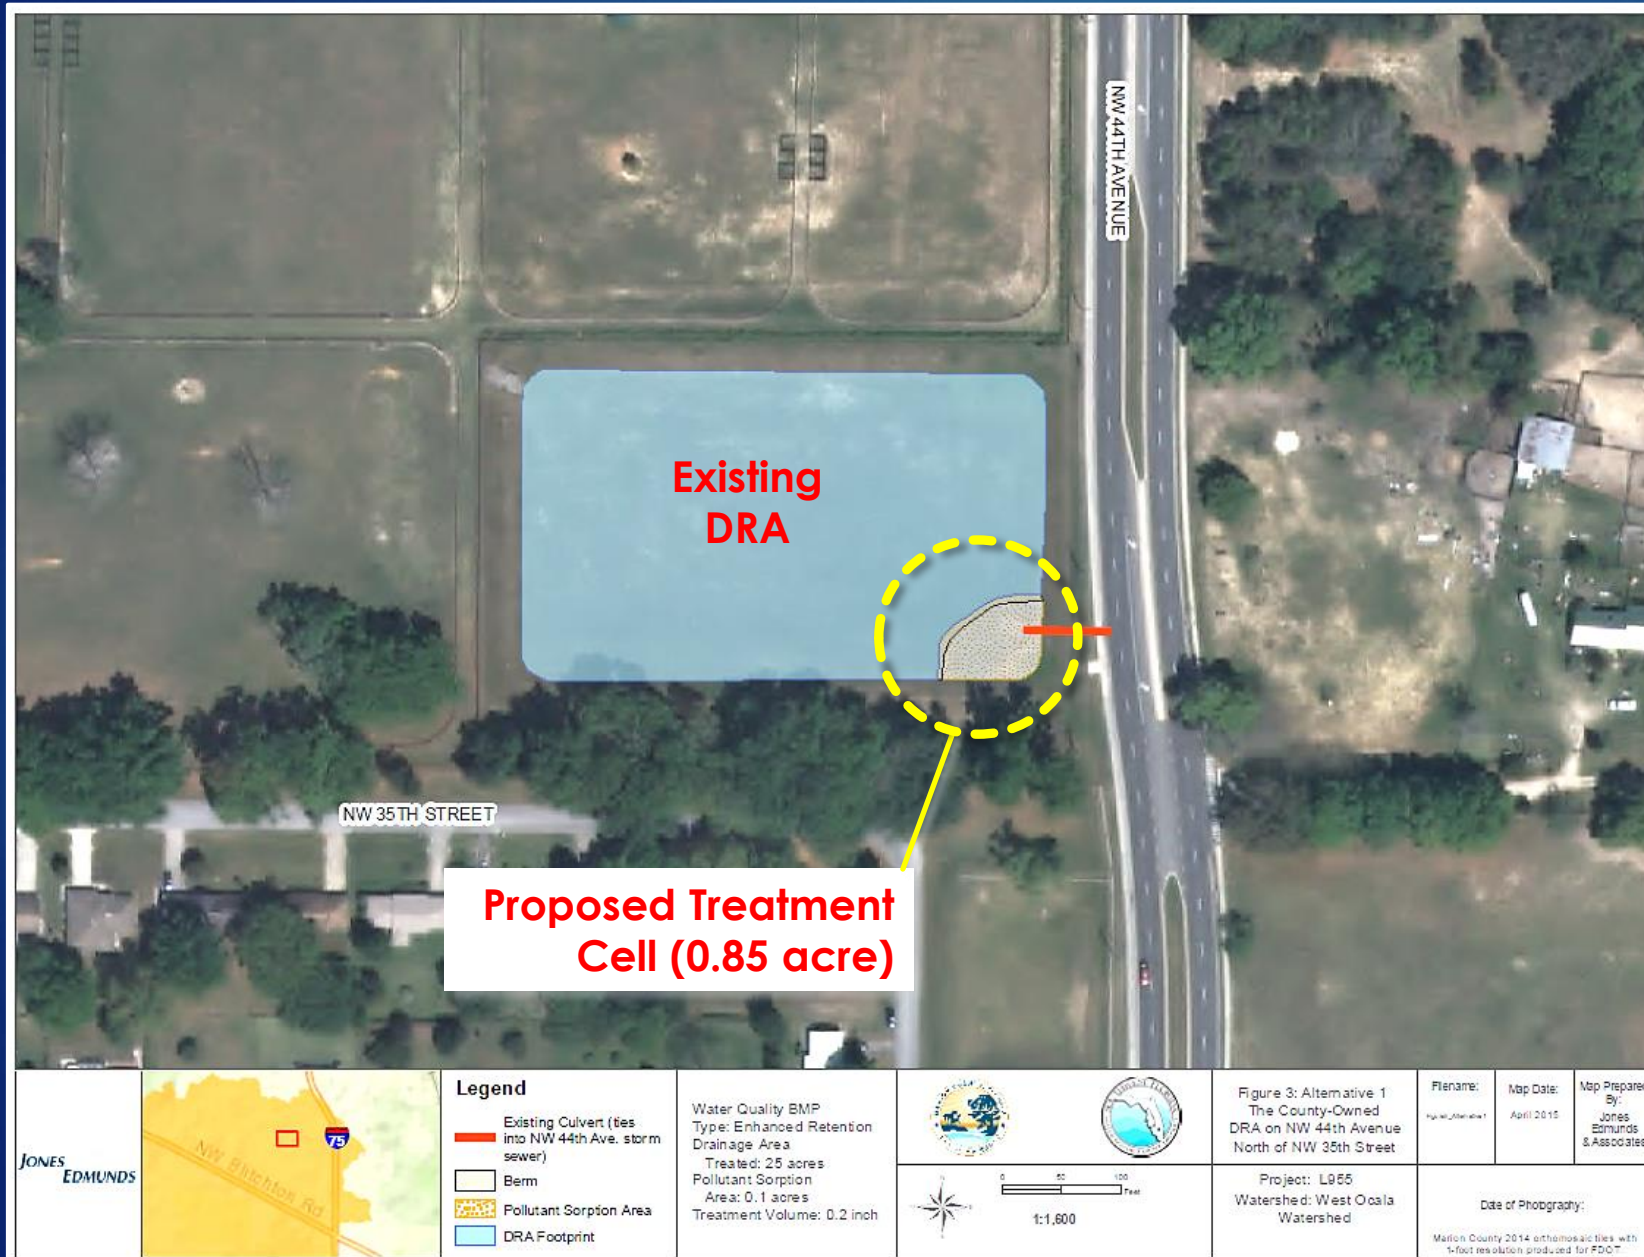 NW 44TH AVENUE
Existing
DRA
NW 35TH STREET
Proposed Treatment
Cell (0.85 acre)
JONES
EDMUNDS
NW Blitchton Rd
75
Legend
Existing Culvert (ties
into NW 44th Ave. storm
sewer)
Berm
Pollutant Sorption Area
DRA Footprint
Water Quality BMP
Type: Enhanced Retention
Drainage Area
Treated: 25 acres
Pollutant Sorption
Area: 0.1 acres
Treatment Volume: 0.2 inch
0 50 100
Feet
1:1,600
Figure 3: Alternative 1
The County-Owned
DRA on NW 44th Avenue
North of NW 35th Street
Project: L955
Watershed: West Ocala
Watershed
Filename:
Map Date:
April 2015
Map Prepared
By:
Jones
Edmunds
& Associates
Date of Photography:
Marion County 2014 orthomosaic tiles with
1-foot resolution produced for FDOT.